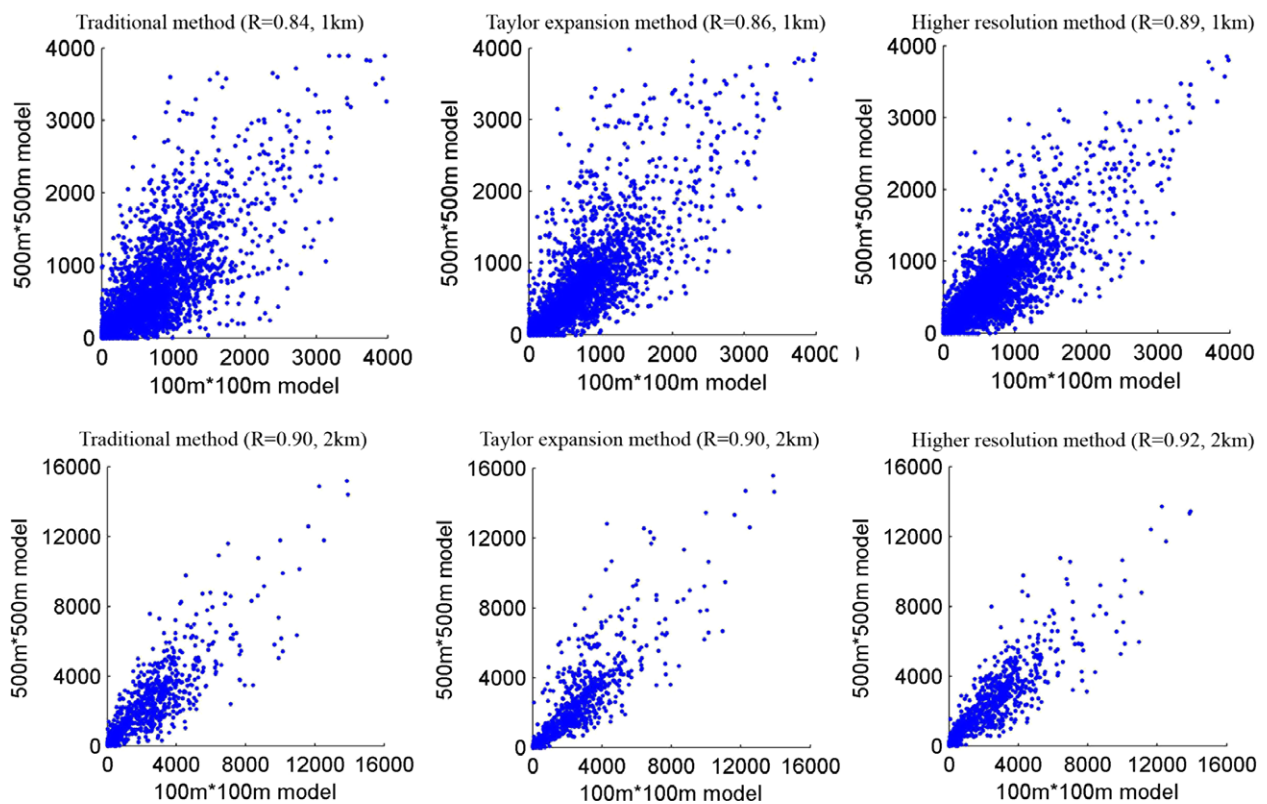 Traditional method (R=0.84, 1km)
4000
3000
2000
1000
0
500m*500m model
0 1000 2000 3000 4000
100m*100m model
Taylor expansion method (R=0.86, 1km)
4000
3000
2000
1000
0
500m*500m model
0 1000 2000 3000 4000
100m*100m model
Higher resolution method (R=0.89, 1km)
4000
3000
2000
1000
0
0
500m*500m model
0 1000 2000 3000 4000
100m*100m model
Traditional method (R=0.90, 2km)
16000
12000
8000
4000
0
500m*500m model
0 4000 8000 12000 16000
100m*100m model
Taylor expansion method (R=0.90, 2km)
16000
12000
8000
4000
0
500m*500m model
0 4000 8000 12000 16000
100m*100m model
Higher resolution method (R=0.92, 2km)
16000
12000
8000
4000
0
500m*500m model
0 4000 8000 12000 16000
100m*100m model